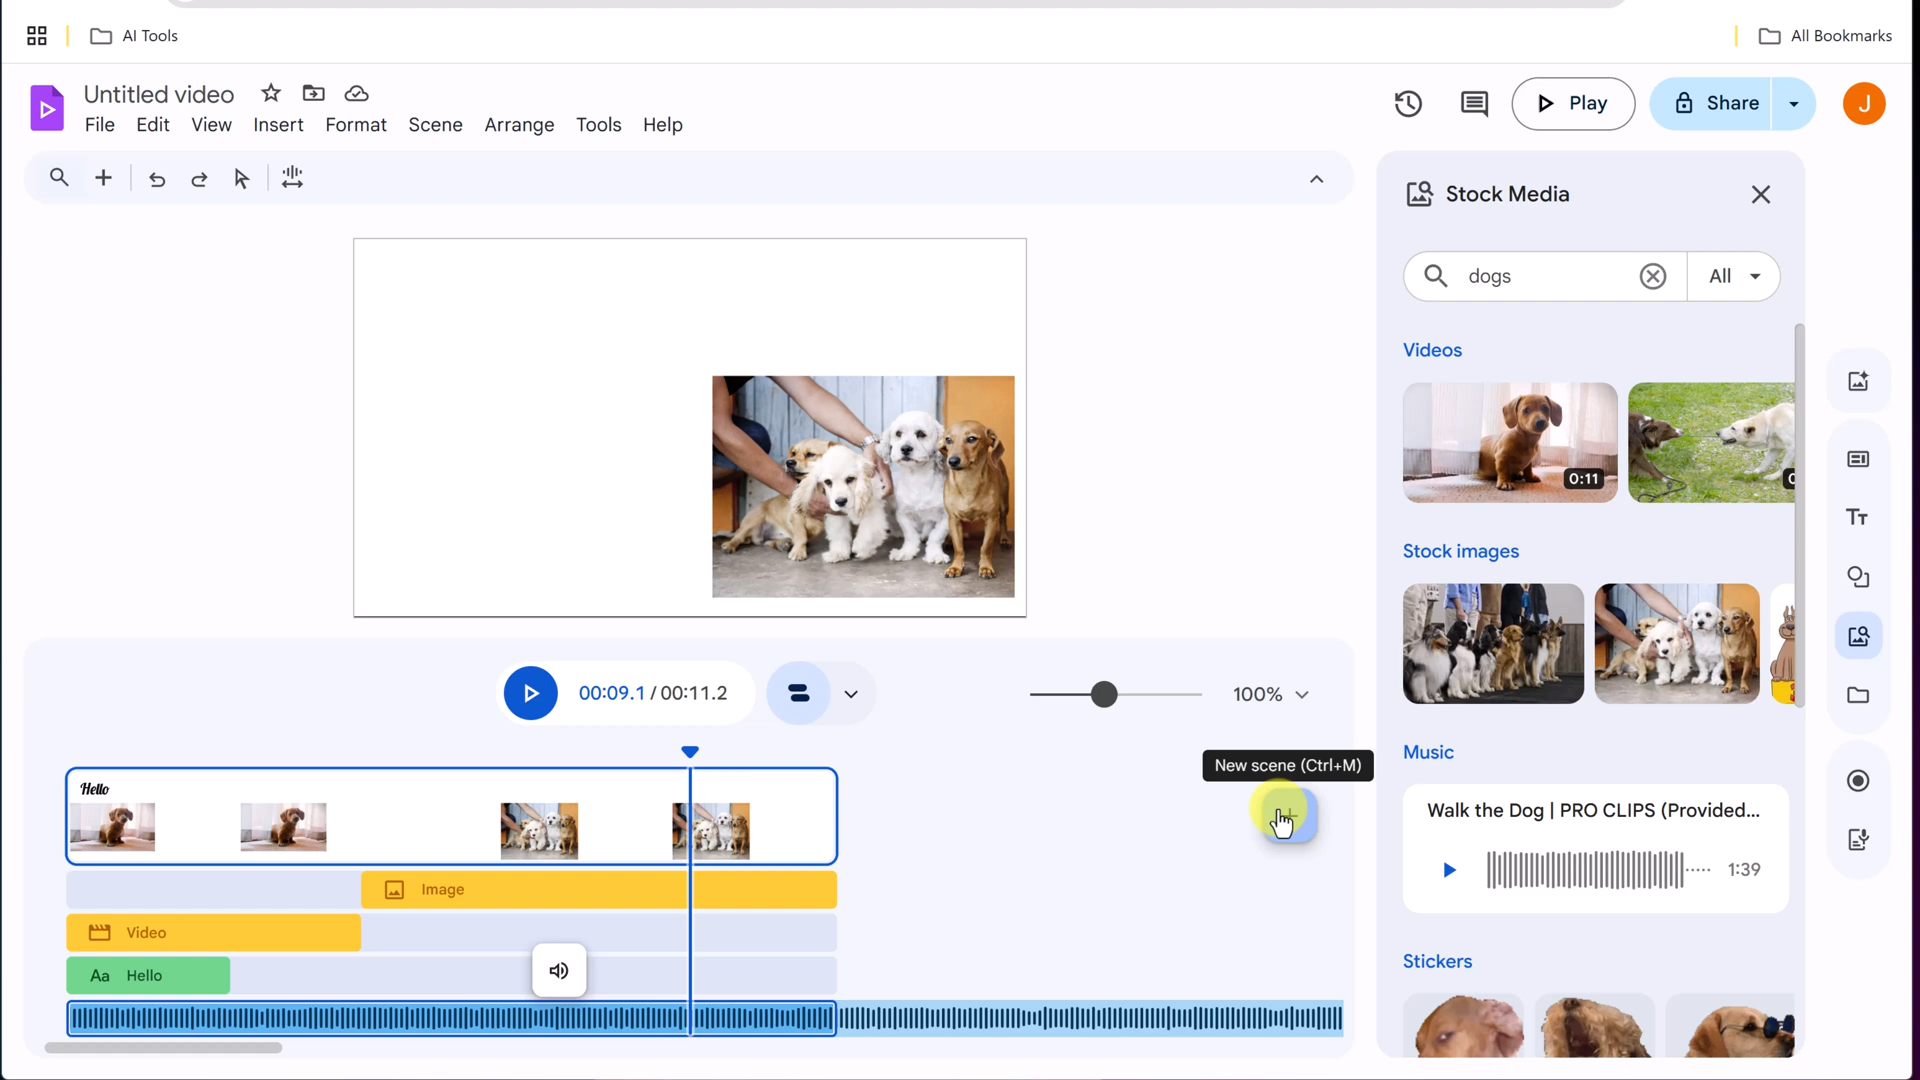 AI Tools
All Bookmarks
Untitled video
File Edit View Insert Format Scene Arrange Tools Help
Play
Share
J
Stock Media
dogs
All
Videos
0:11
Stock images
00:09.1 / 00:11.2
100%
Music
New scene (Ctrl+M)
Hello
Walk the Dog | PRO CLIPS (Provided...
1:39
Image
Video
Aa Hello
Stickers